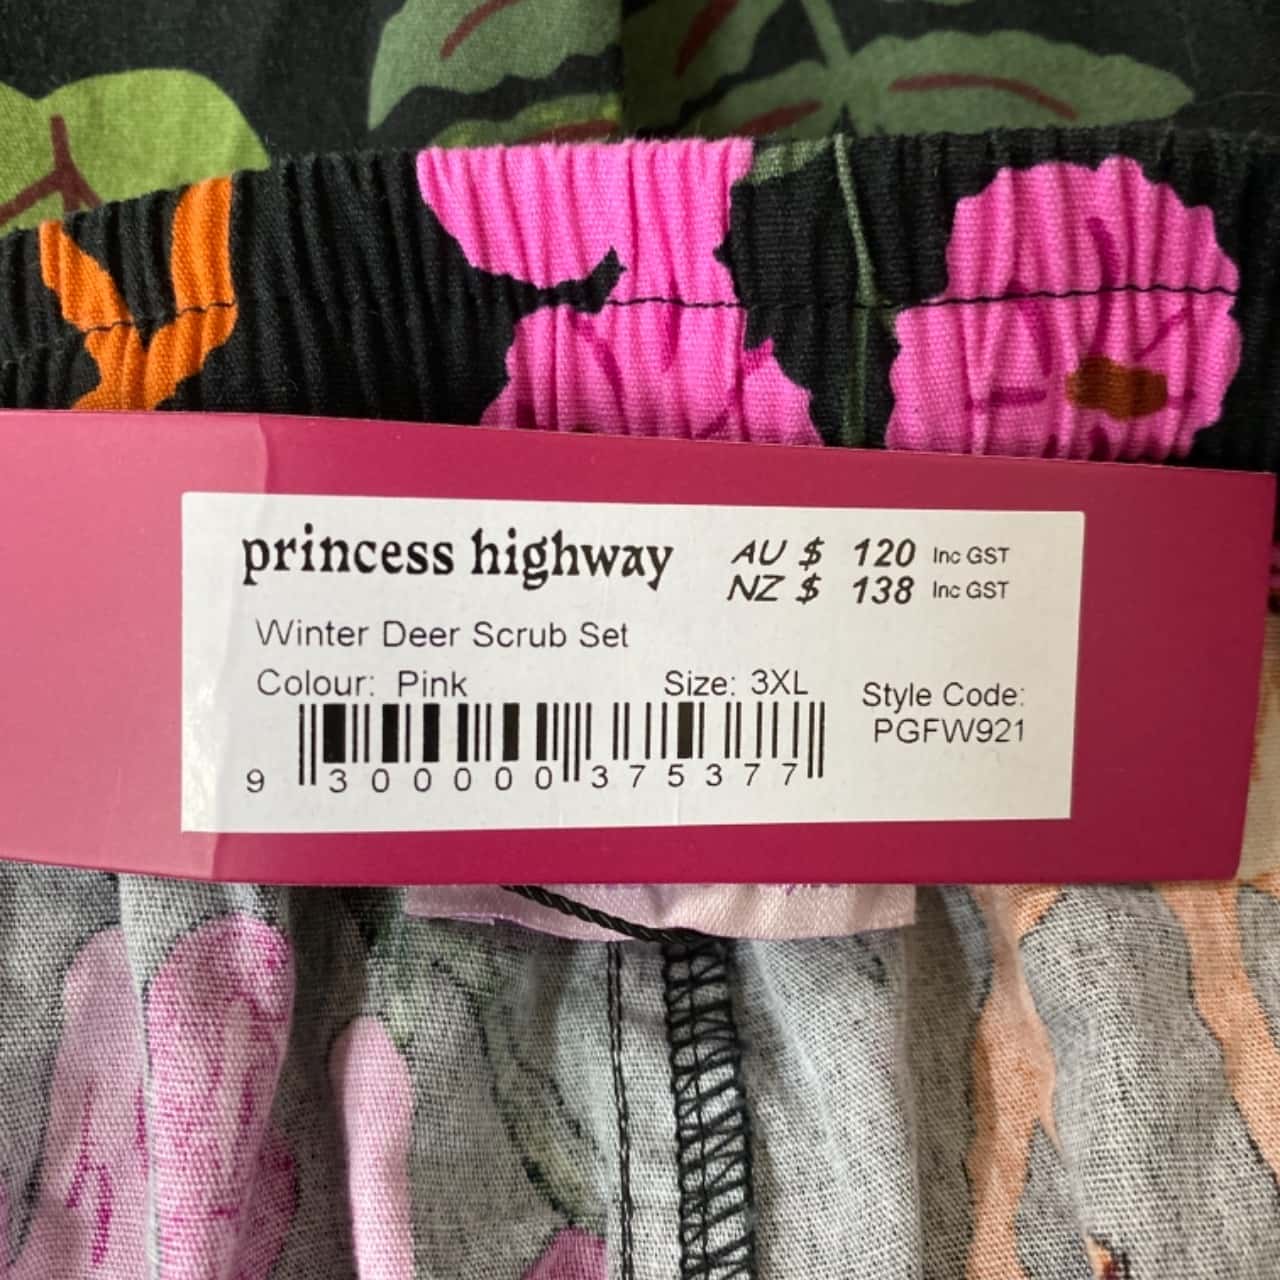 princess highway
AU $ 120 Inc GST
NZ $ 138 Inc GST
Winter Deer Scrub Set
Colour: Pink Size: 3XL
Style Code:
PGFW921
9 300000 375377